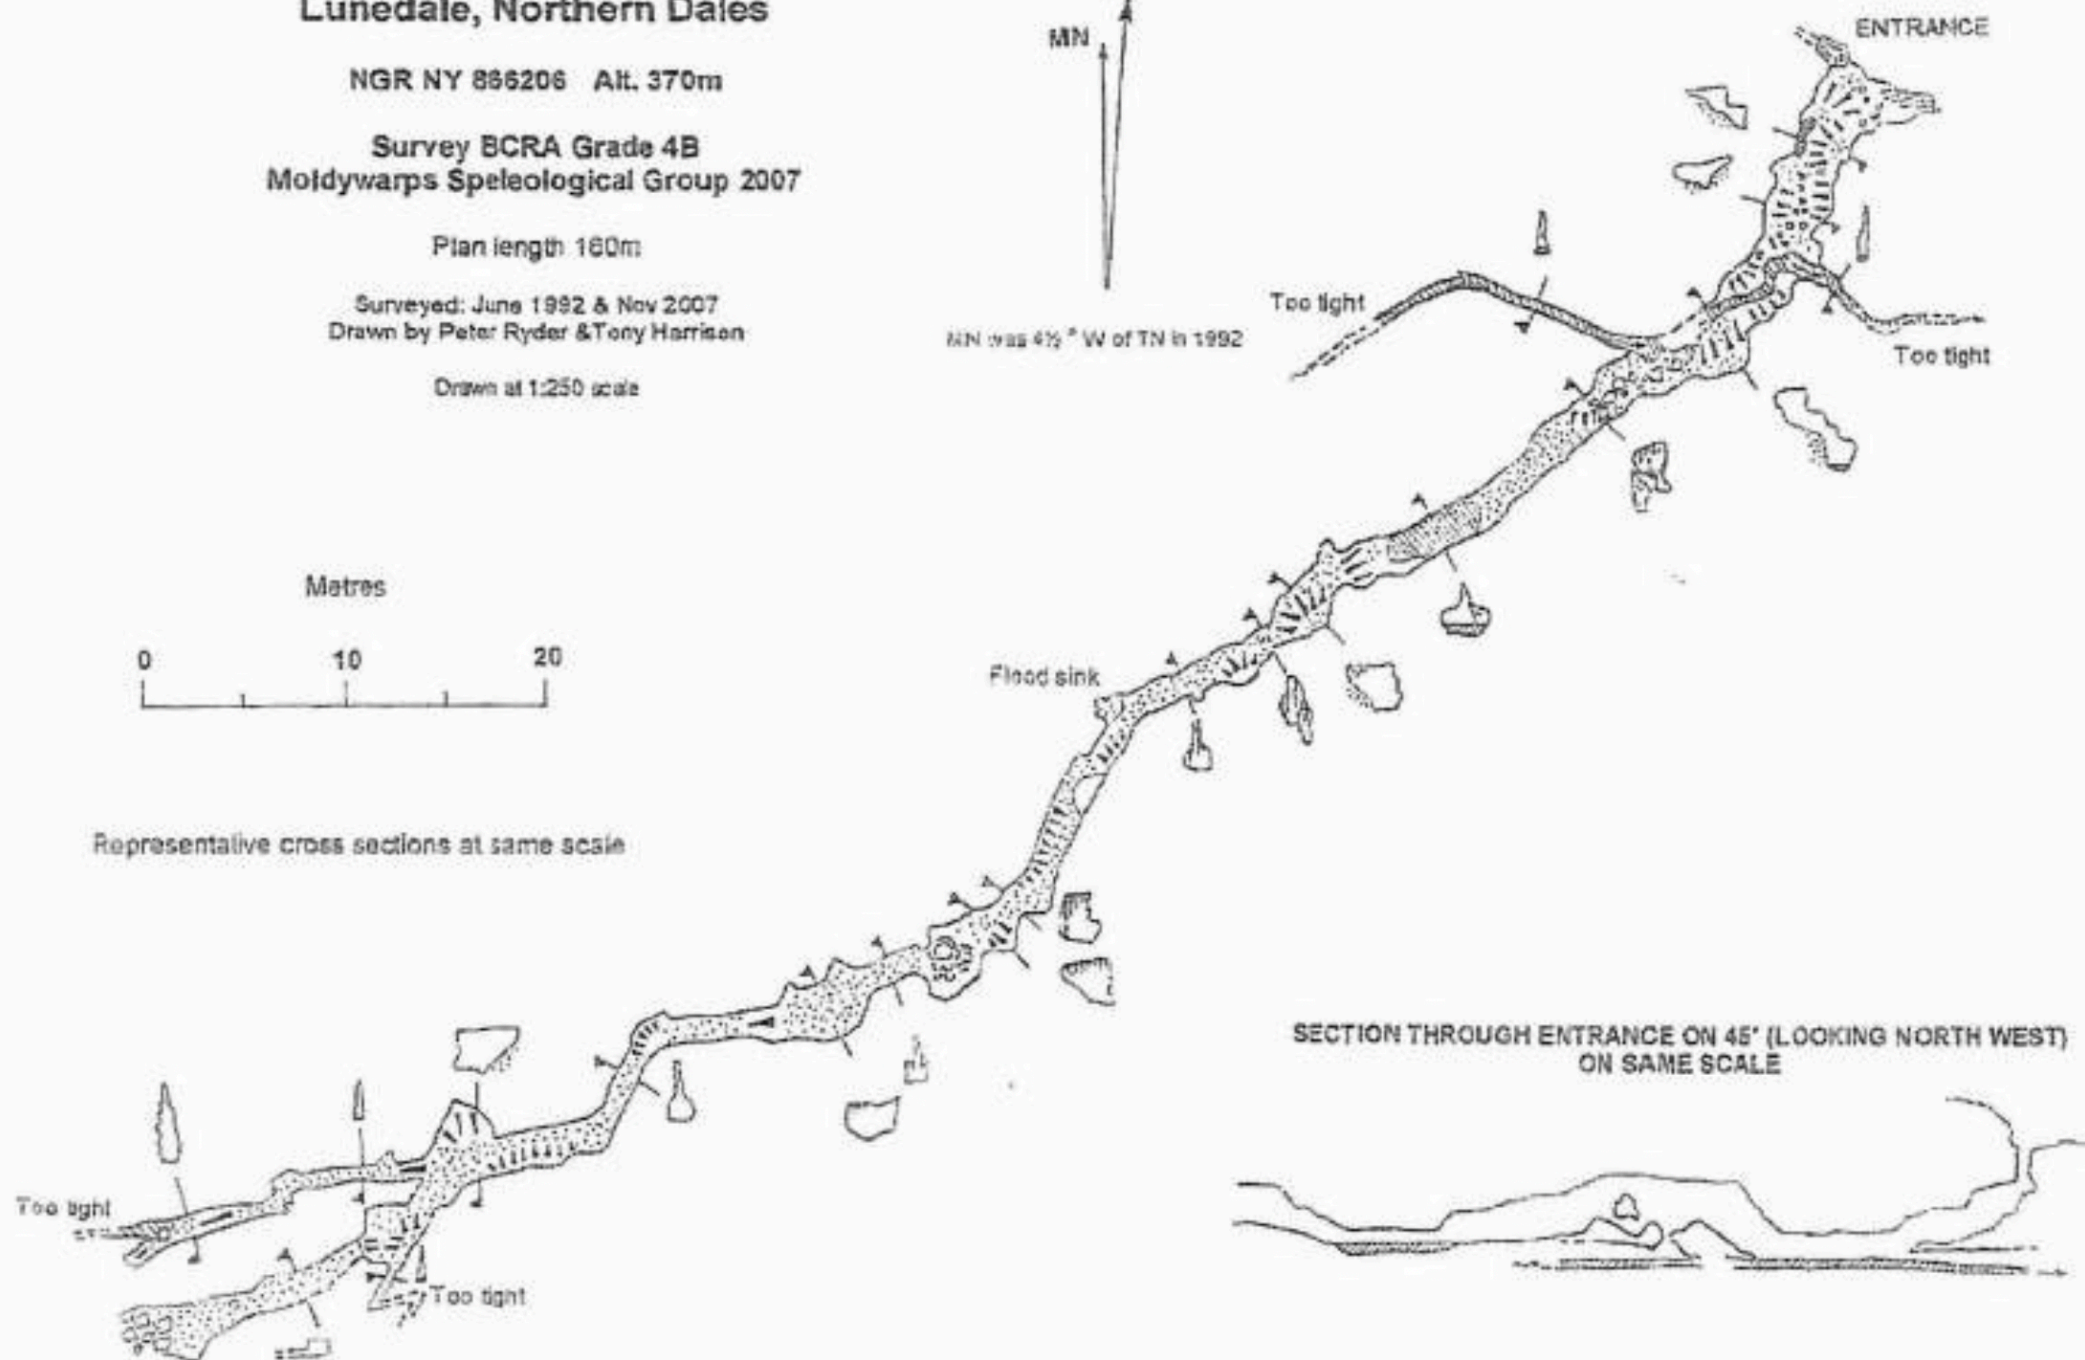 Lunedale, Northern Dales
NGR NY 866206 Alt. 370m
Survey BCRA Grade 4B
Moldywarps Speleological Group 2007
Plan length 160m
Surveyed: June 1992 & Nov 2007
Drawn by Peter Ryder & Tony Harrison
Drawn at 1:250 scale
MN
MN was 4½° W of TN in 1992
ENTRANCE
Too tight
Too tight
Metres
0 10 20
Flood sink
Representative cross sections at same scale
SECTION THROUGH ENTRANCE ON 45° (LOOKING NORTH WEST)
ON SAME SCALE
Too tight
Too tight